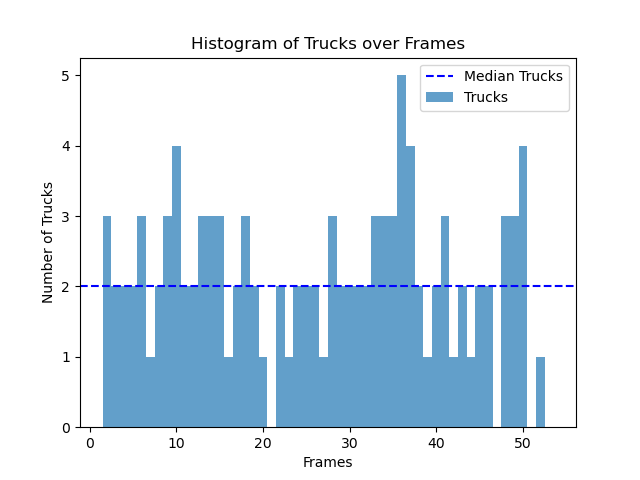 Histogram of Trucks over Frames
Median Trucks
Trucks
Number of Trucks
5
4
3
2
1
0
0 10 20 30 40 50
Frames